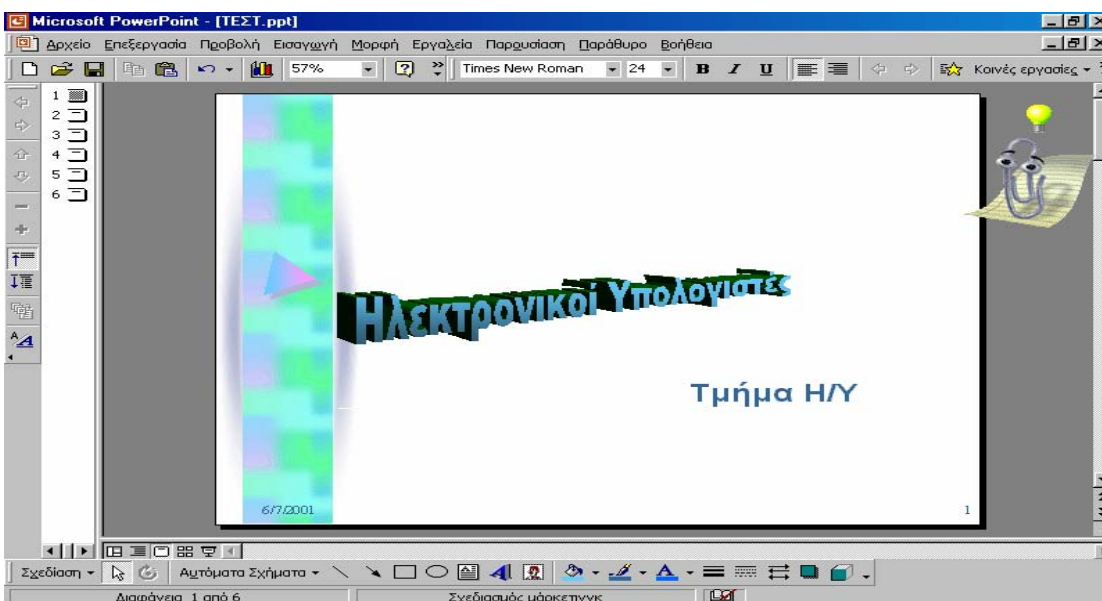 Microsoft PowerPoint - [ΤΕΣΤ.ppt]
Αρχείο Επεξεργασία Προβολή Εισαγωγή Μορφή Εργαλεία Παρουσίαση Παράθυρο Βοήθεια
57% Times New Roman 24 B I U Κοινές εργασίες
1
2
3
4
5
6
Ηλεκτρονικοί Υπολογιστές
Τμήμα Η/Υ
6/7/2001 1
Σχεδίαση Αυτόματα Σχήματα
Διαφάνεια 1 από 6 Σχεδιασμός μάρκετινγκ